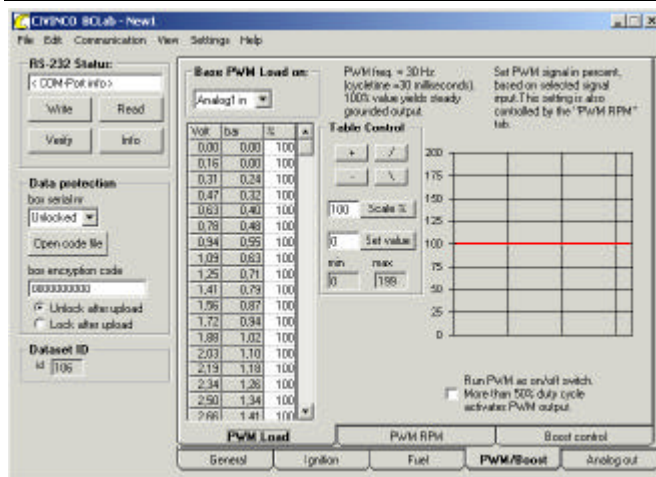 CIVINCO BCLab - New1
File Edit Communication View Settings Help
RS-232 Status:
< COM-Port info >
Write Read
Verify Info
Data protection
box serial nr
Unlocked
Open code file
box encryption code
0000000000
Unlock after upload
Lock after upload
Dataset ID
id 106
Base PWM Load on:
Analog1 in
Volt bar %
0,00 0,00 100
0,16 0,00 100
0,31 0,24 100
0,47 0,32 100
0,63 0,40 100
0,78 0,48 100
0,94 0,55 100
1,09 0,63 100
1,25 0,71 100
1,41 0,79 100
1,56 0,87 100
1,72 0,94 100
1,88 1,02 100
2,03 1,10 100
2,19 1,18 100
2,34 1,26 100
2,50 1,34 100
2,66 1,41 100
PWM freq. = 30 Hz
(cycletime =30 milliseconds).
100% value yields steady
grounded output
Set PWM signal in percent,
based on selected signal
input. This setting is also
controlled by the "PWM RPM"
tab.
Table Control
+ /
- \
100 Scale %
0 Set value
min max
0 199
200
175
150
125
100
75
50
25
0
Run PWM as on/off switch.
More than 50% duty cycle
activates PWM output.
PWM Load PWM RPM Boost control
General Ignition Fuel PWM/Boost Analog out